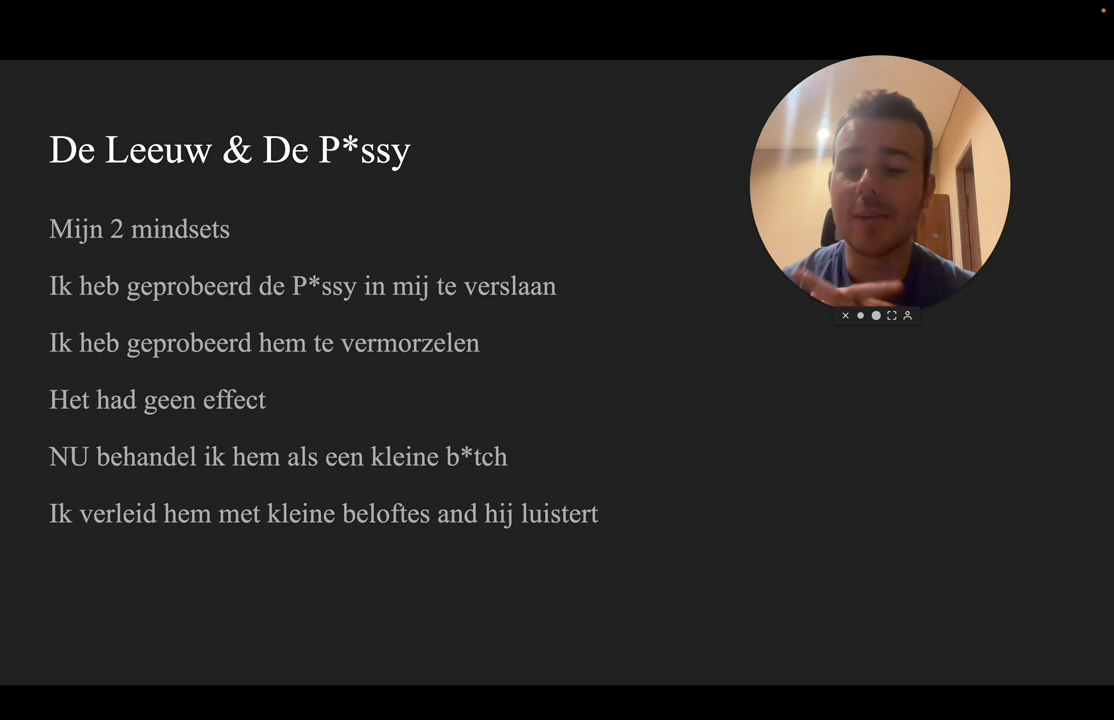 De Leeuw & De P*ssy
Mijn 2 mindsets
Ik heb geprobeerd de P*ssy in mij te verslaan
Ik heb geprobeerd hem te vermorzelen
Het had geen effect
NU behandel ik hem als een kleine b*tch
Ik verleid hem met kleine beloftes and hij luistert